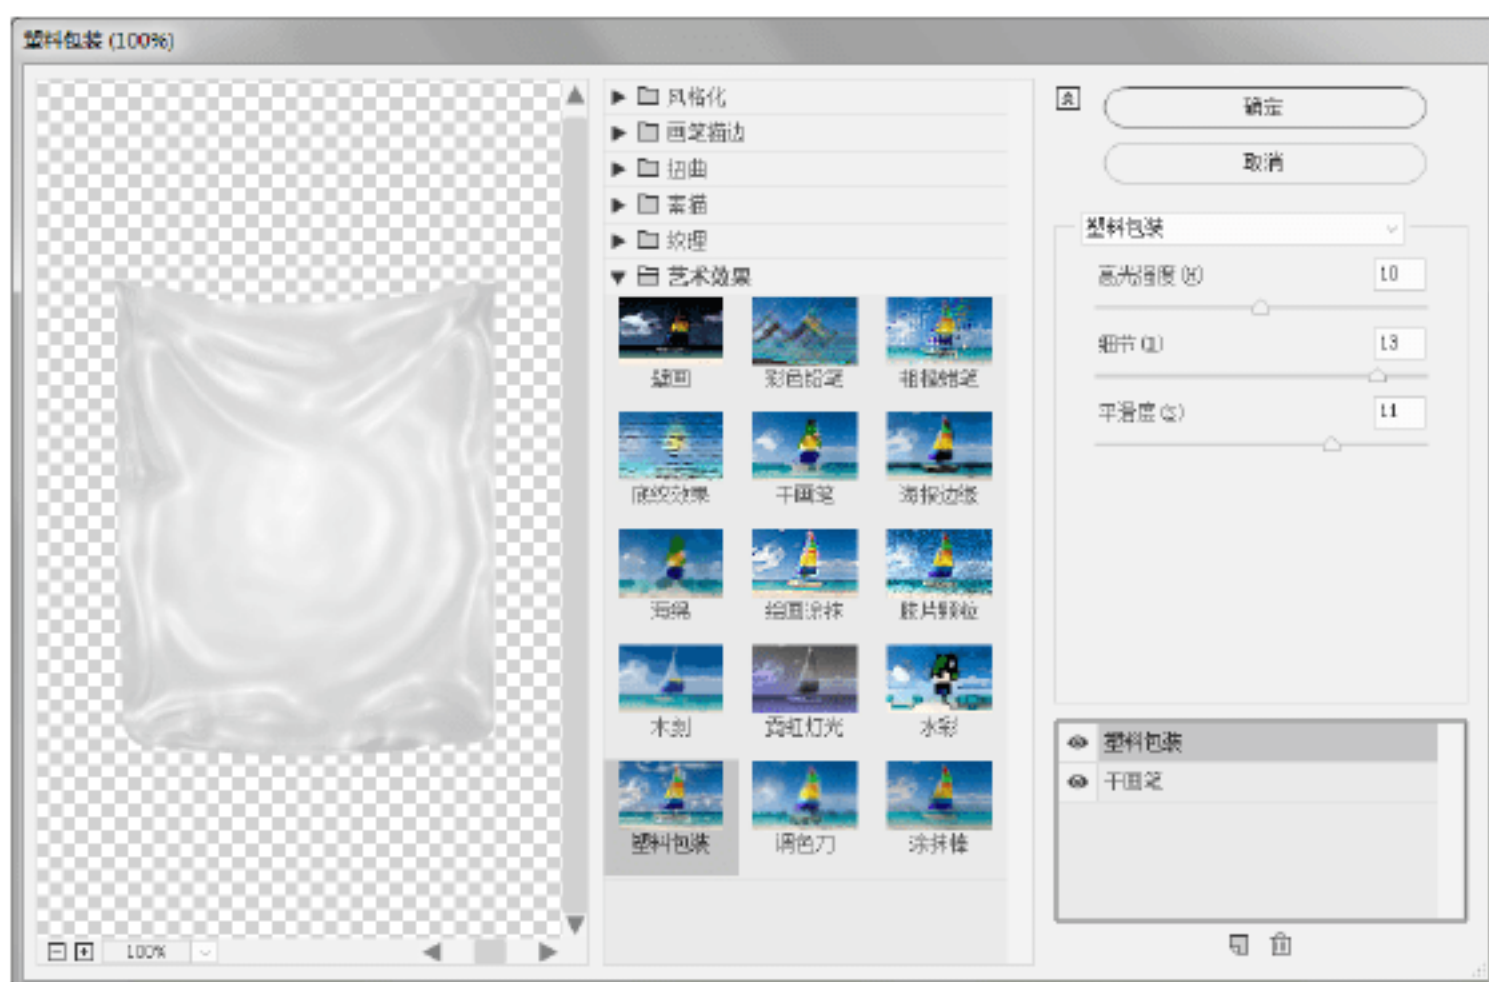 塑料包装 (100%)
风格化
画笔描边
扭曲
素描
纹理
艺术效果
壁画
彩色铅笔
粗糙蜡笔
底纹效果
干画笔
海报边缘
海绵
绘画涂抹
胶片颗粒
木刻
霓虹灯光
水彩
塑料包装
调色刀
涂抹棒
100%
确定
取消
塑料包装
高光强度(H)
10
细节(D)
13
平滑度(S)
11
塑料包装
干画笔